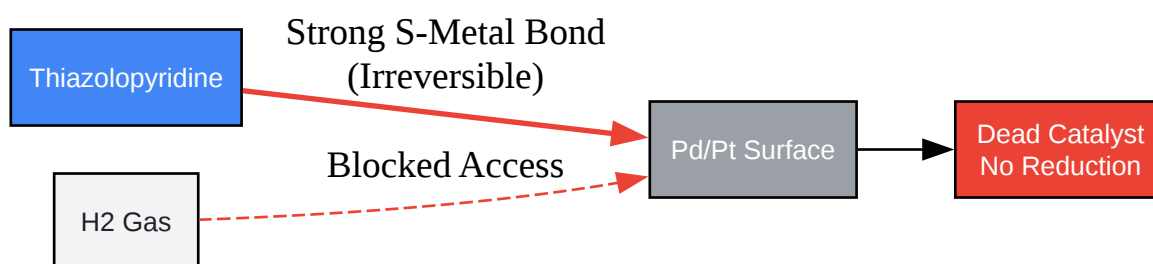 Strong S-Metal Bond
(Irreversible)
Thiazolopyridine
Blocked Access
H2 Gas
Pd/Pt Surface
Dead Catalyst
No Reduction